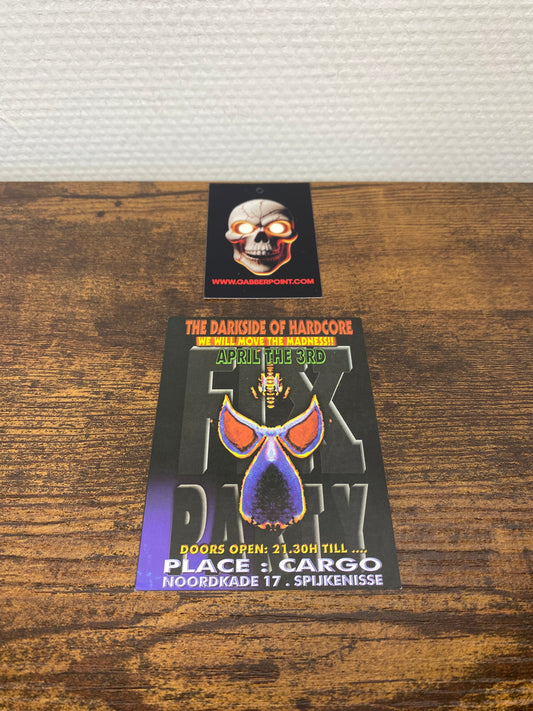 WWW.GABBERPOINT.COM
THE DARKSIDE OF HARDCORE
WE WILL MOVE THE MADNESS!!
APRIL THE 3RD
FIX
PARTY
DOORS OPEN: 21.30H TILL ....
PLACE : CARGO
NOORDKADE 17 . SPIJKENISSE